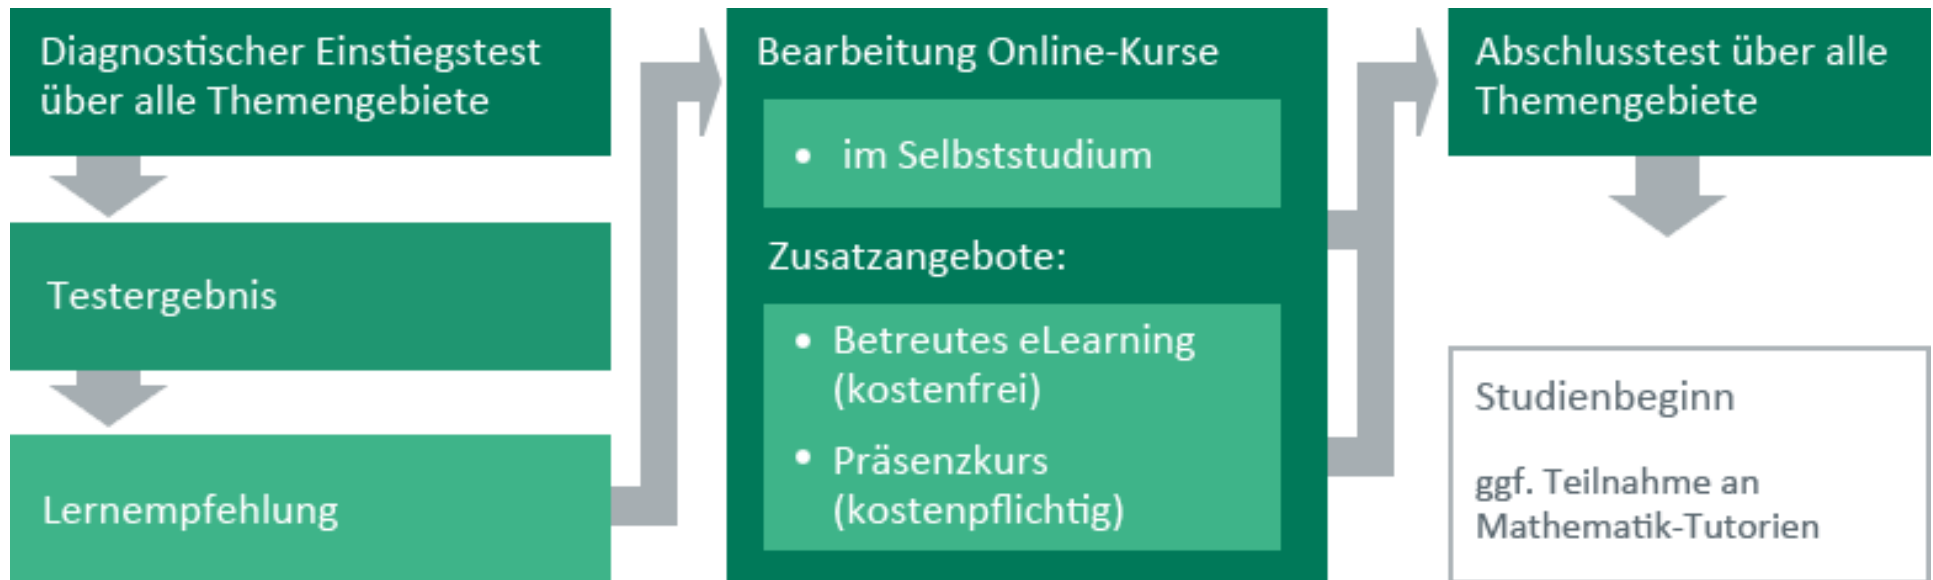 Diagnostischer Einstiegstest
über alle Themengebiete
Testergebnis
Lernempfehlung
Bearbeitung Online-Kurse
• im Selbststudium
Zusatzangebote:
• Betreutes eLearning
(kostenfrei)
• Präsenzkurs
(kostenpflichtig)
Abschlusstest über alle
Themengebiete
Studienbeginn
ggf. Teilnahme an
Mathematik-Tutorien